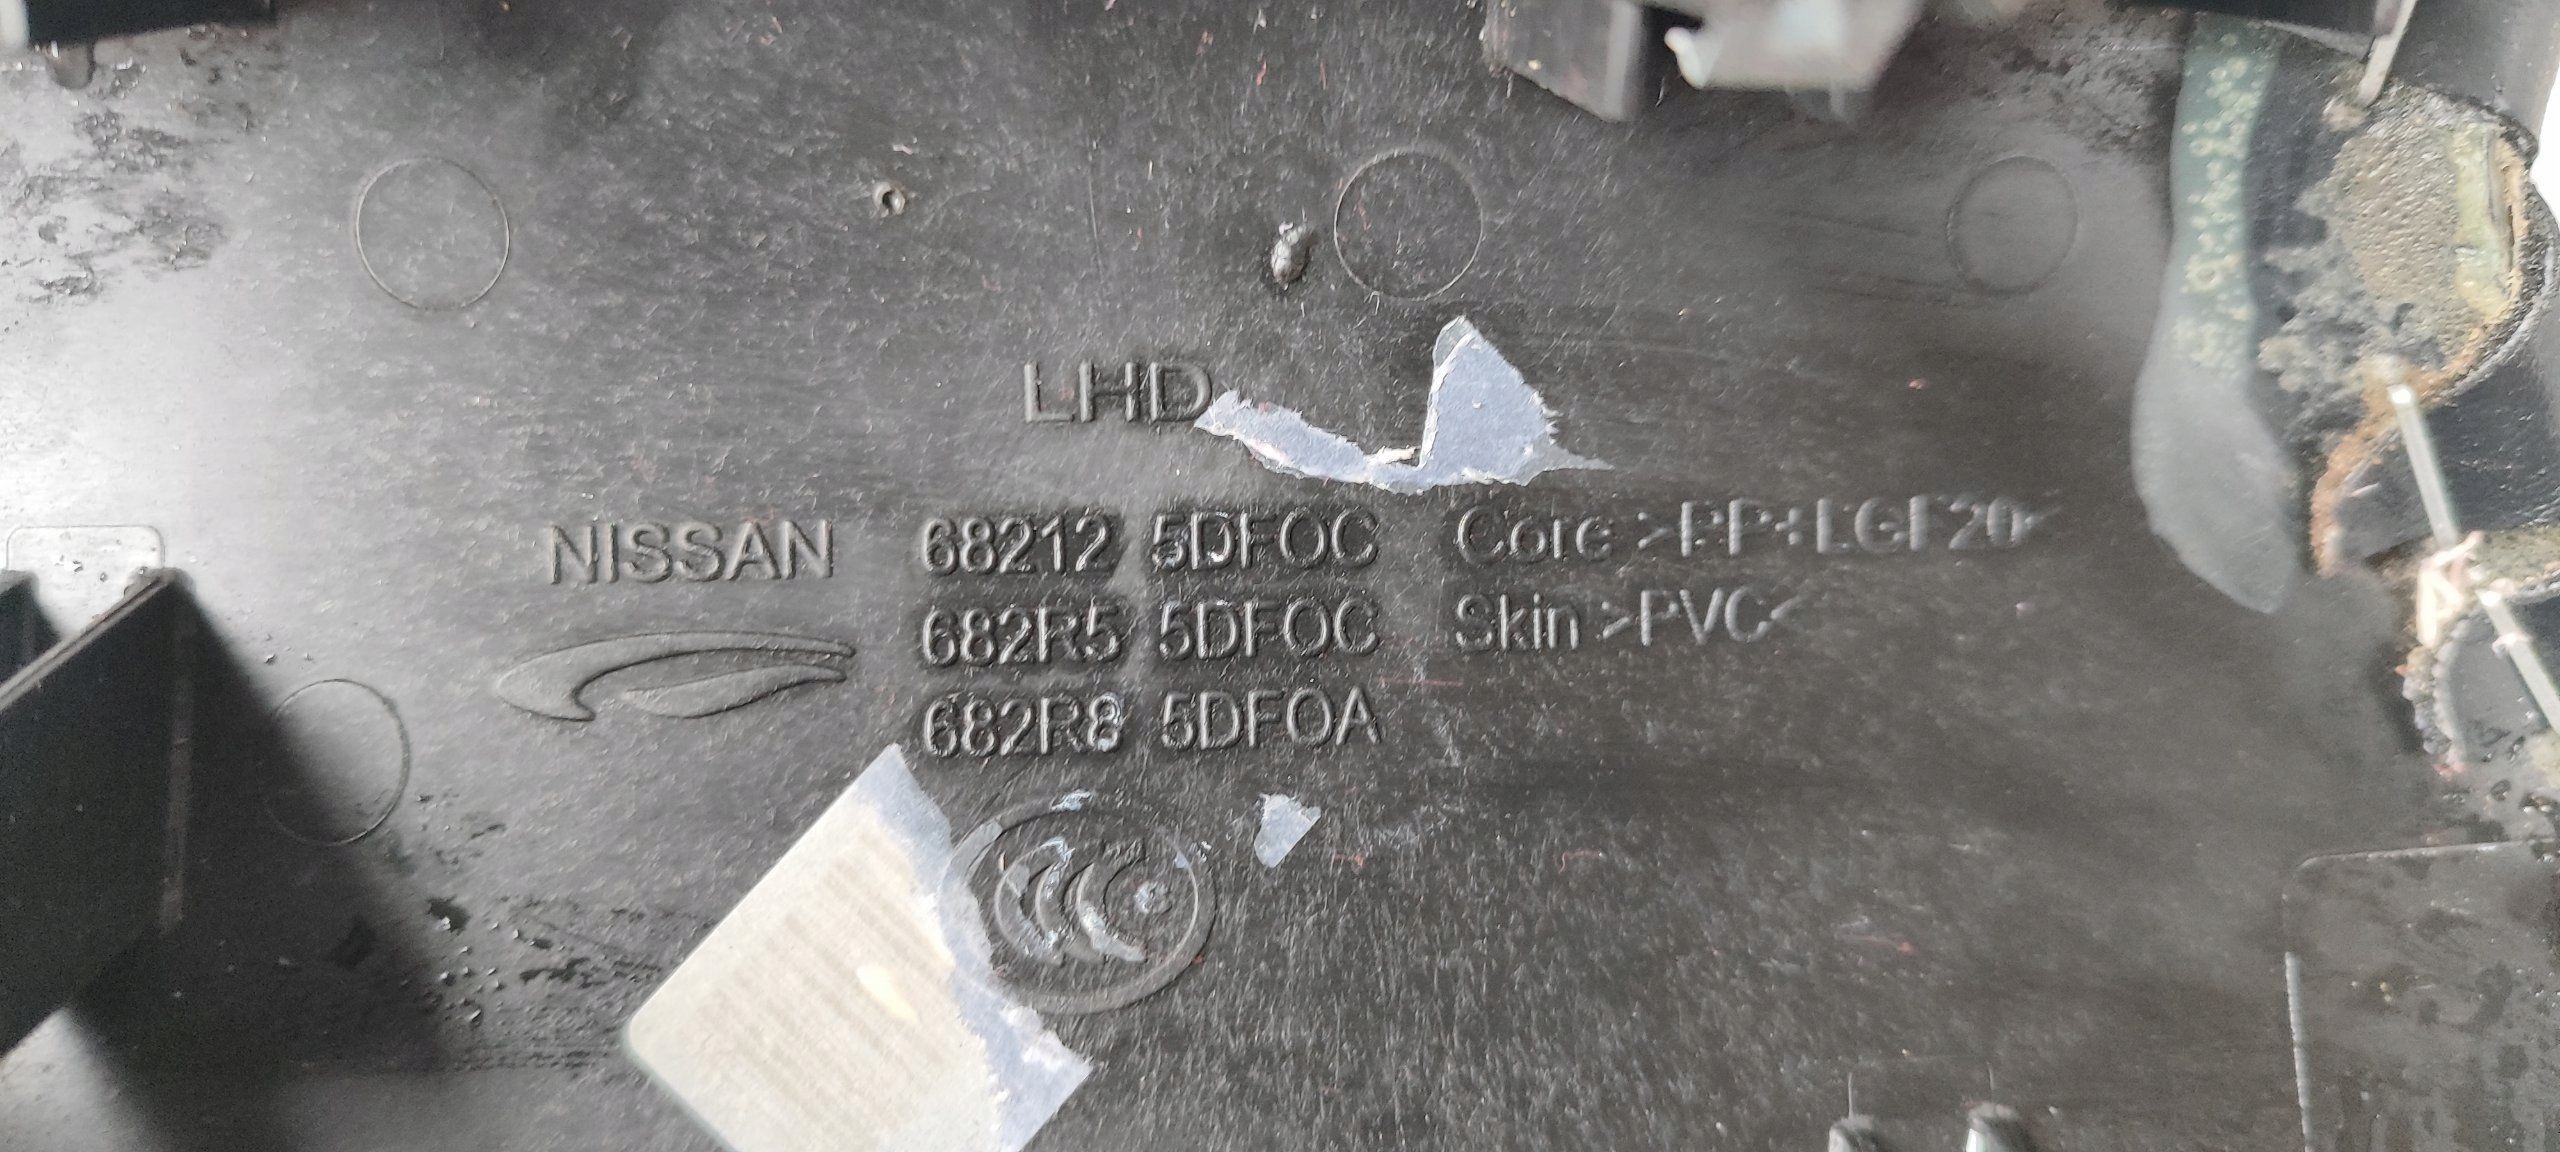 LHD
NISSAN 68212 5DF0C Core >PP+LGF20<
682R5 5DF0C Skin >PVC<
682R8 5DF0A